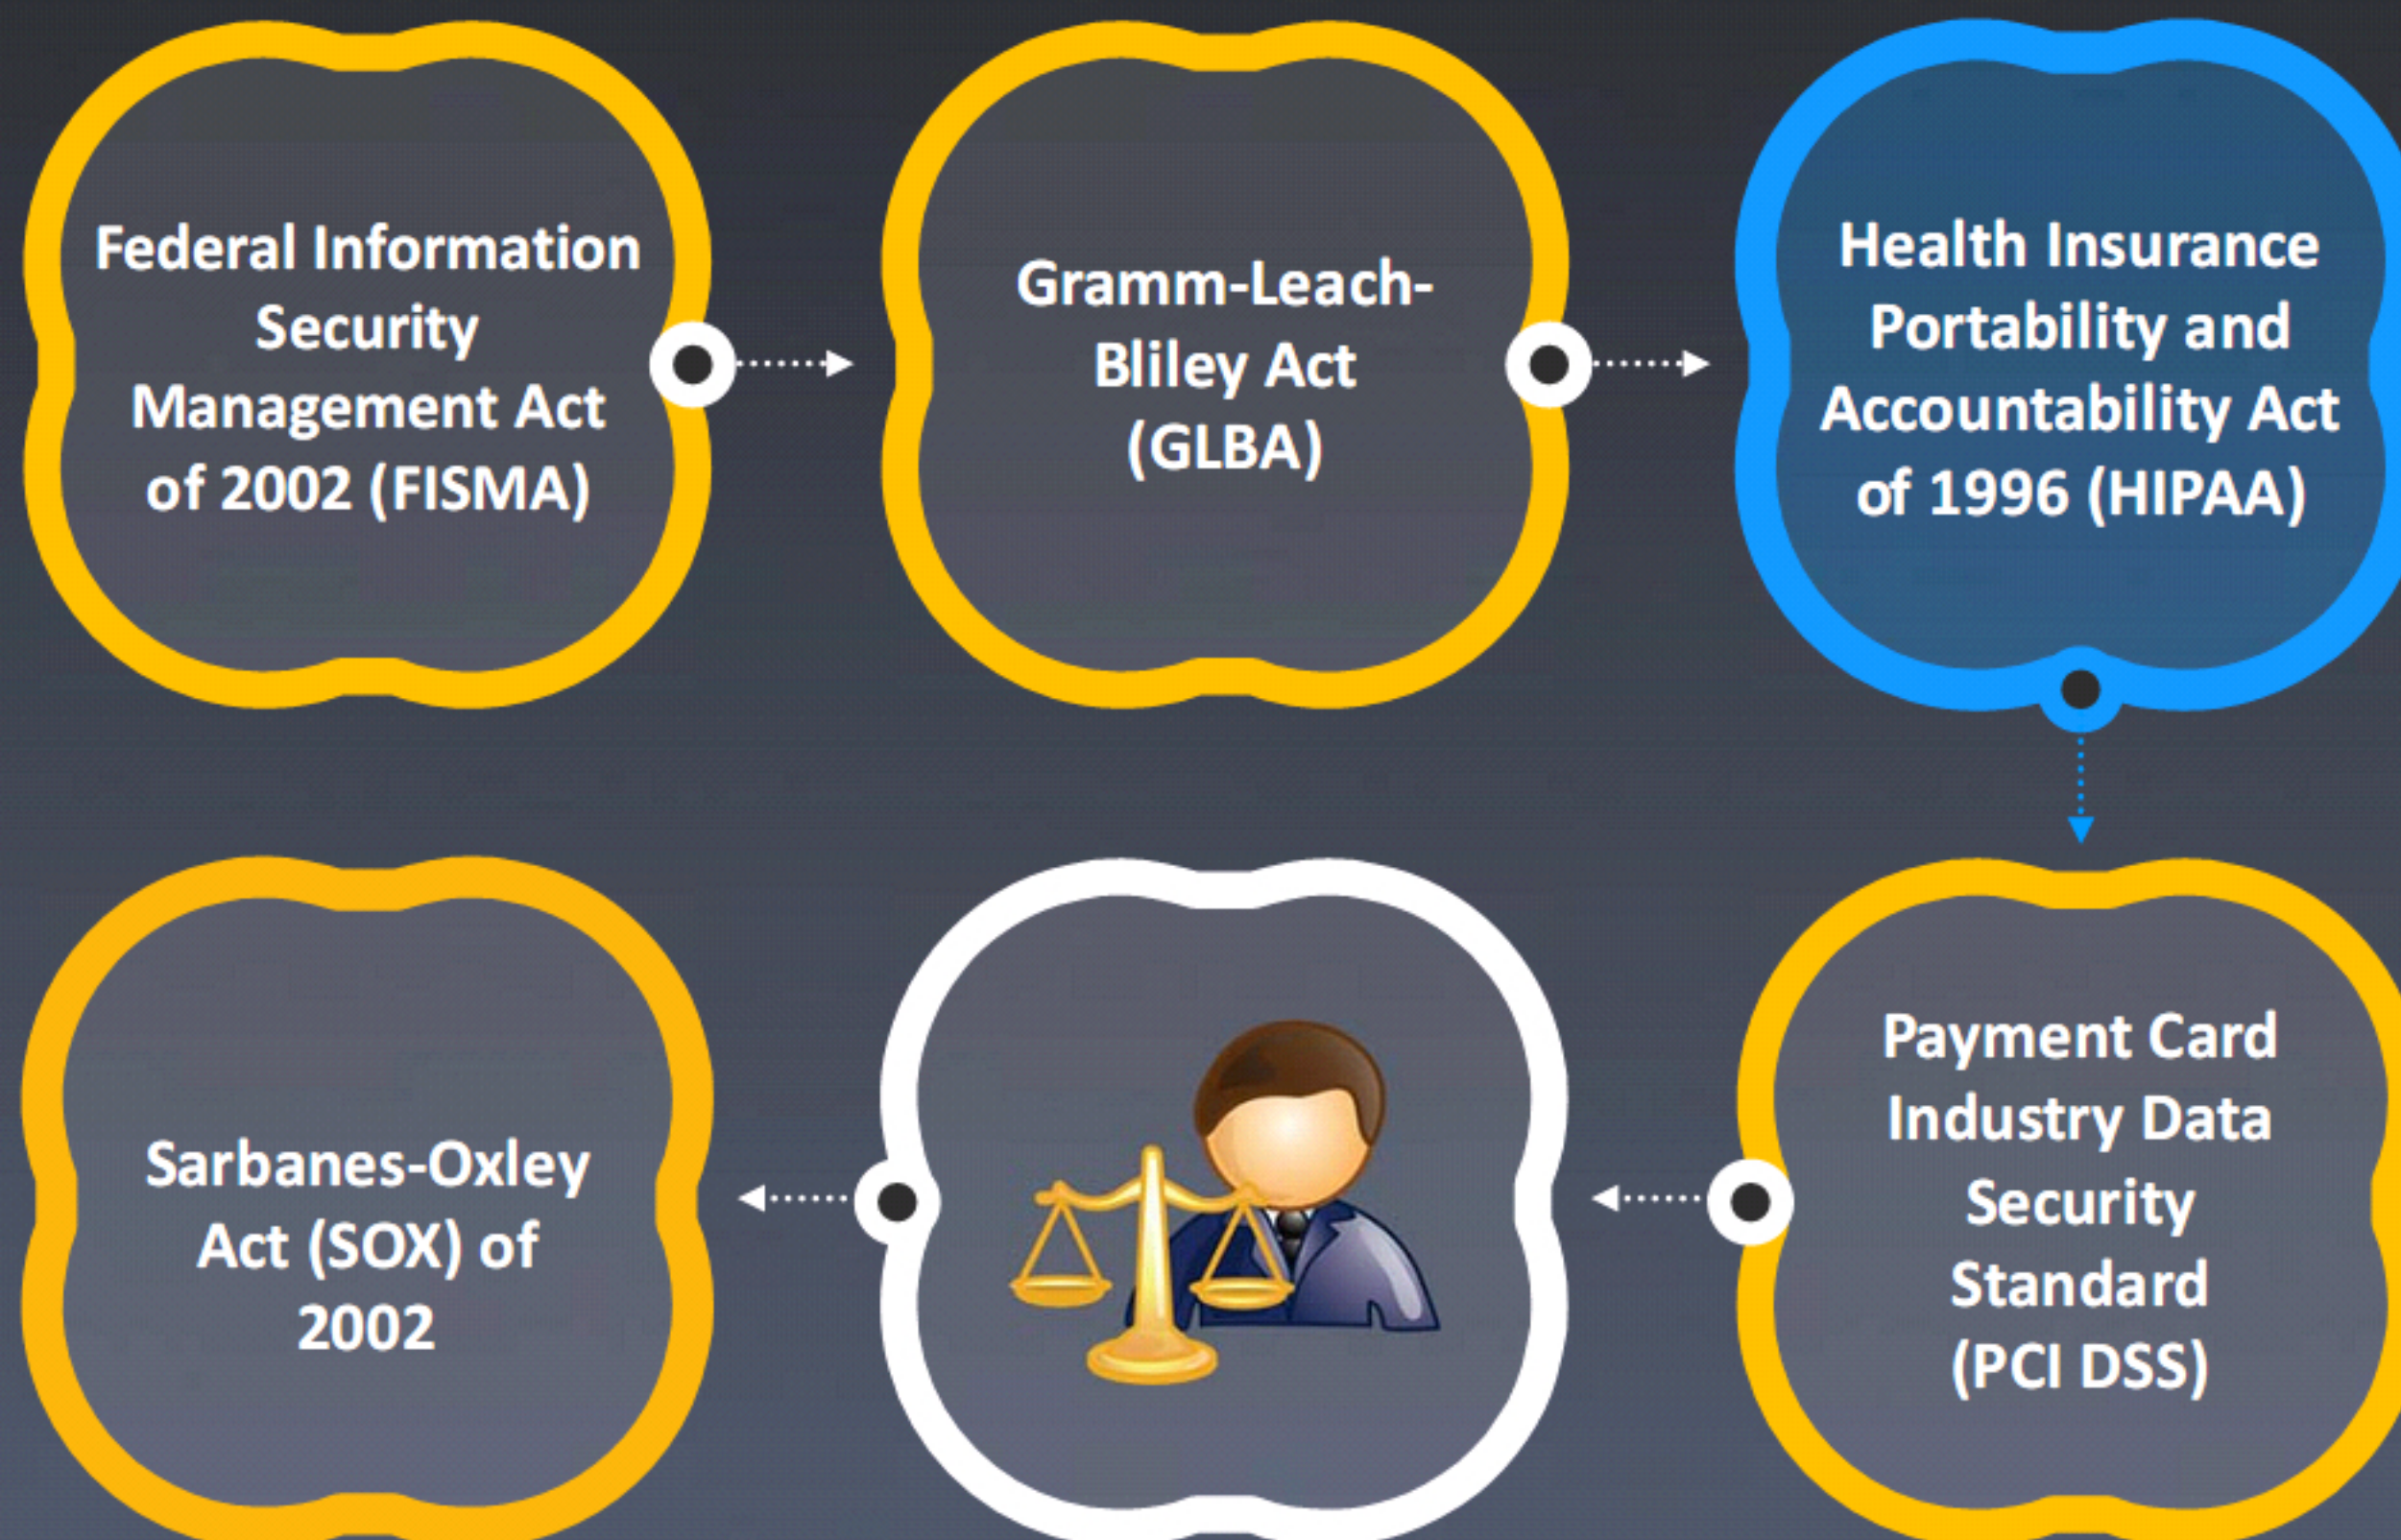 Federal Information
Security
Management Act
of 2002 (FISMA)
Gramm-Leach-
Bliley Act
(GLBA)
Health Insurance
Portability and
Accountability Act
of 1996 (HIPAA)
Payment Card
Industry Data
Security
Standard
(PCI DSS)
Sarbanes-Oxley
Act (SOX) of
2002